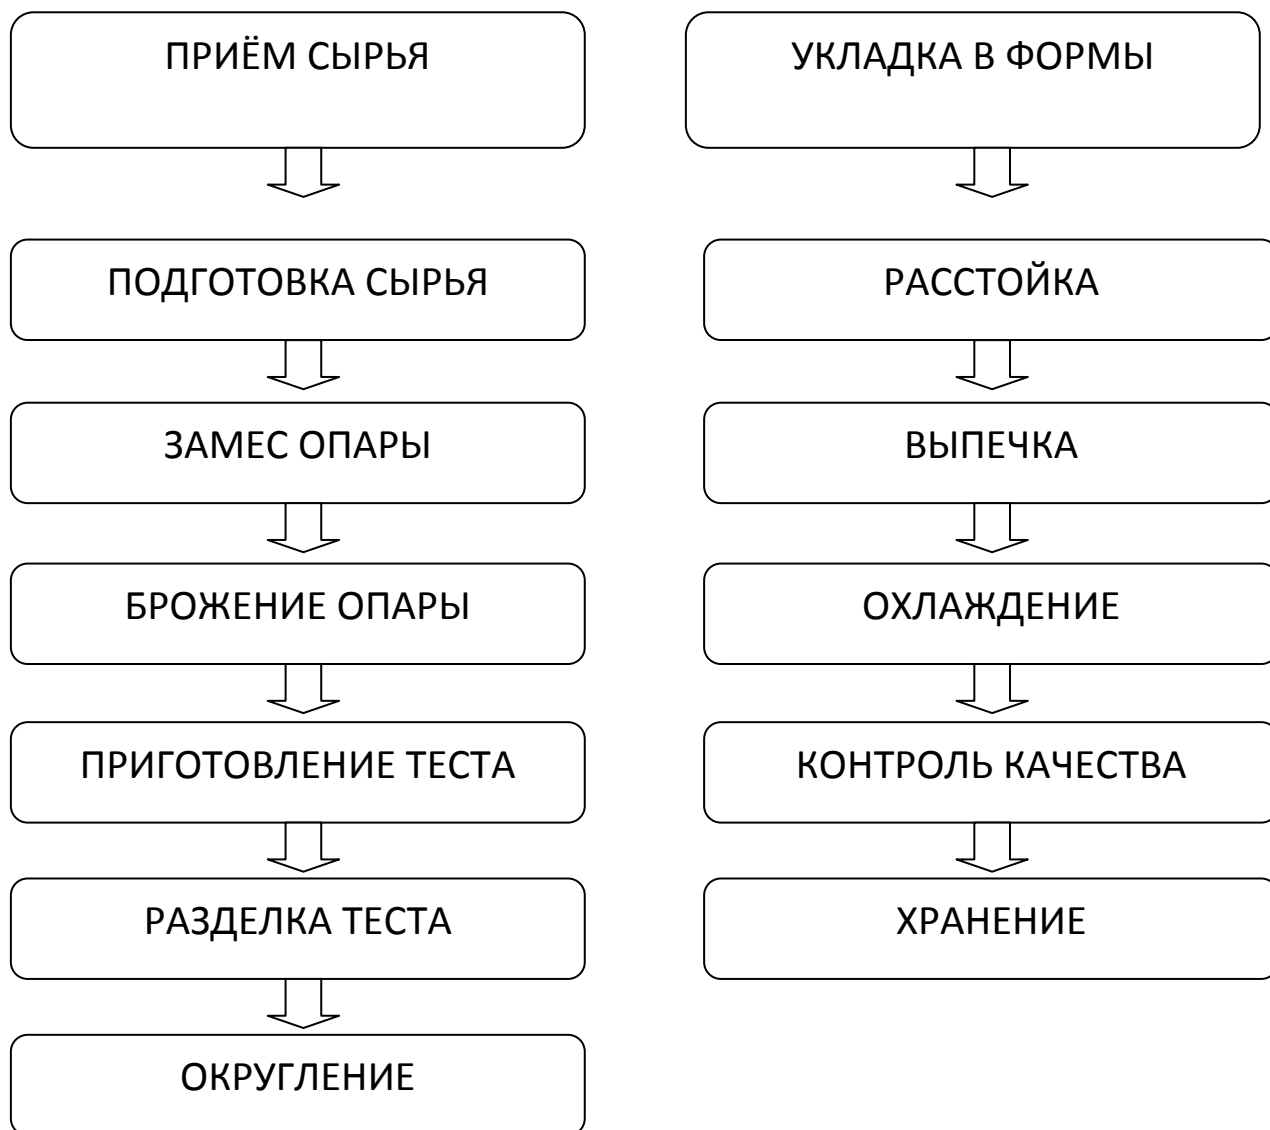 ПРИЁМ СЫРЬЯ
ПОДГОТОВКА СЫРЬЯ
ЗАМЕС ОПАРЫ
БРОЖЕНИЕ ОПАРЫ
ПРИГОТОВЛЕНИЕ ТЕСТА
РАЗДЕЛКА ТЕСТА
ОКРУГЛЕНИЕ
УКЛАДКА В ФОРМЫ
РАССТОЙКА
ВЫПЕЧКА
ОХЛАЖДЕНИЕ
КОНТРОЛЬ КАЧЕСТВА
ХРАНЕНИЕ